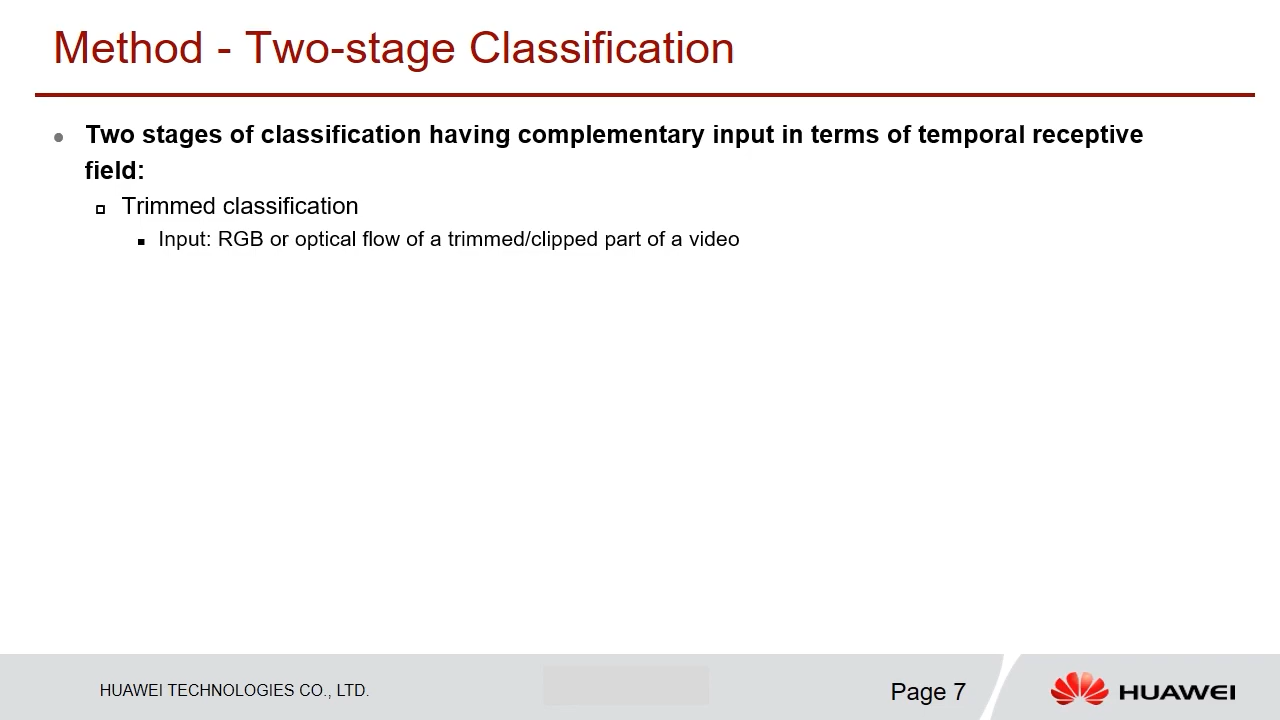 Method - Two-stage Classification
Two stages of classification having complementary input in terms of temporal receptive
field:
Trimmed classification
Input: RGB or optical flow of a trimmed/clipped part of a video
HUAWEI TECHNOLOGIES CO., LTD.
Page 7
HUAWEI